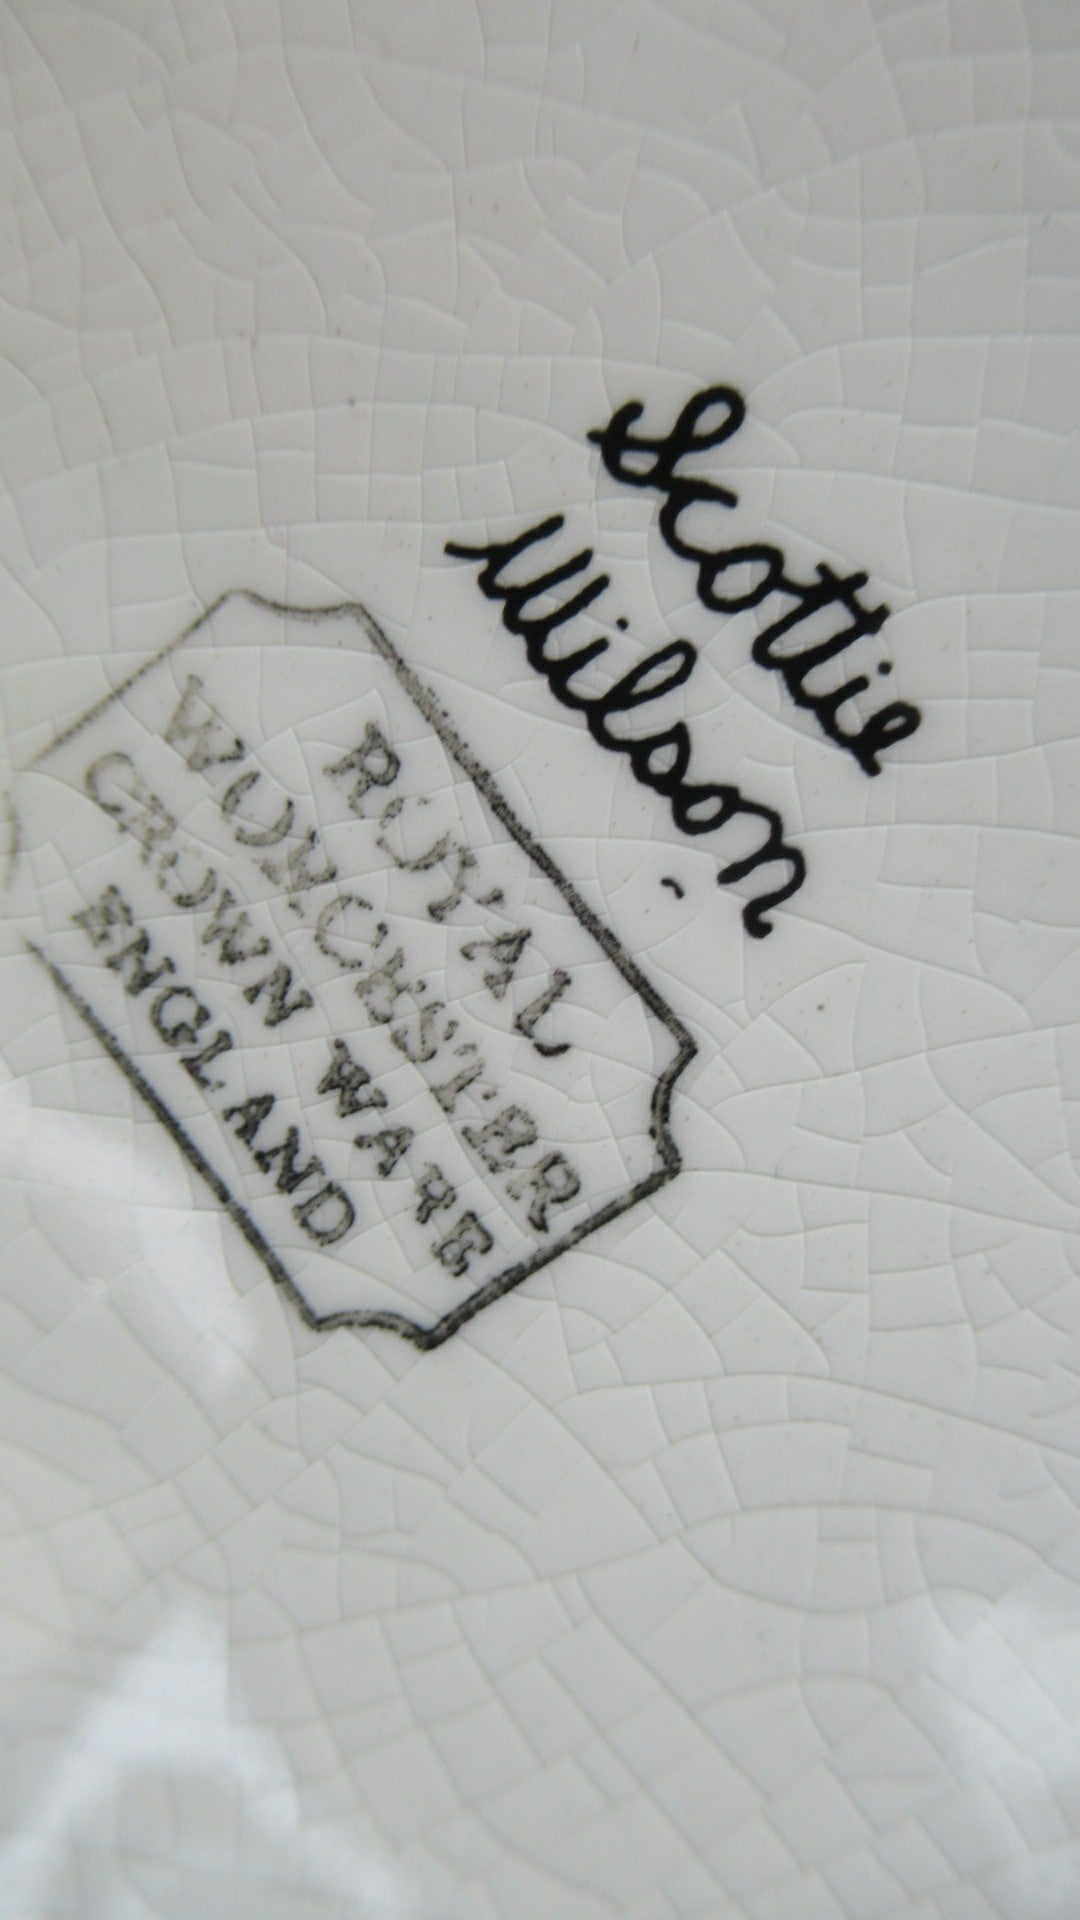 Scottie
Wilson
ROYAL
WORCESTER
CROWN WARE
ENGLAND